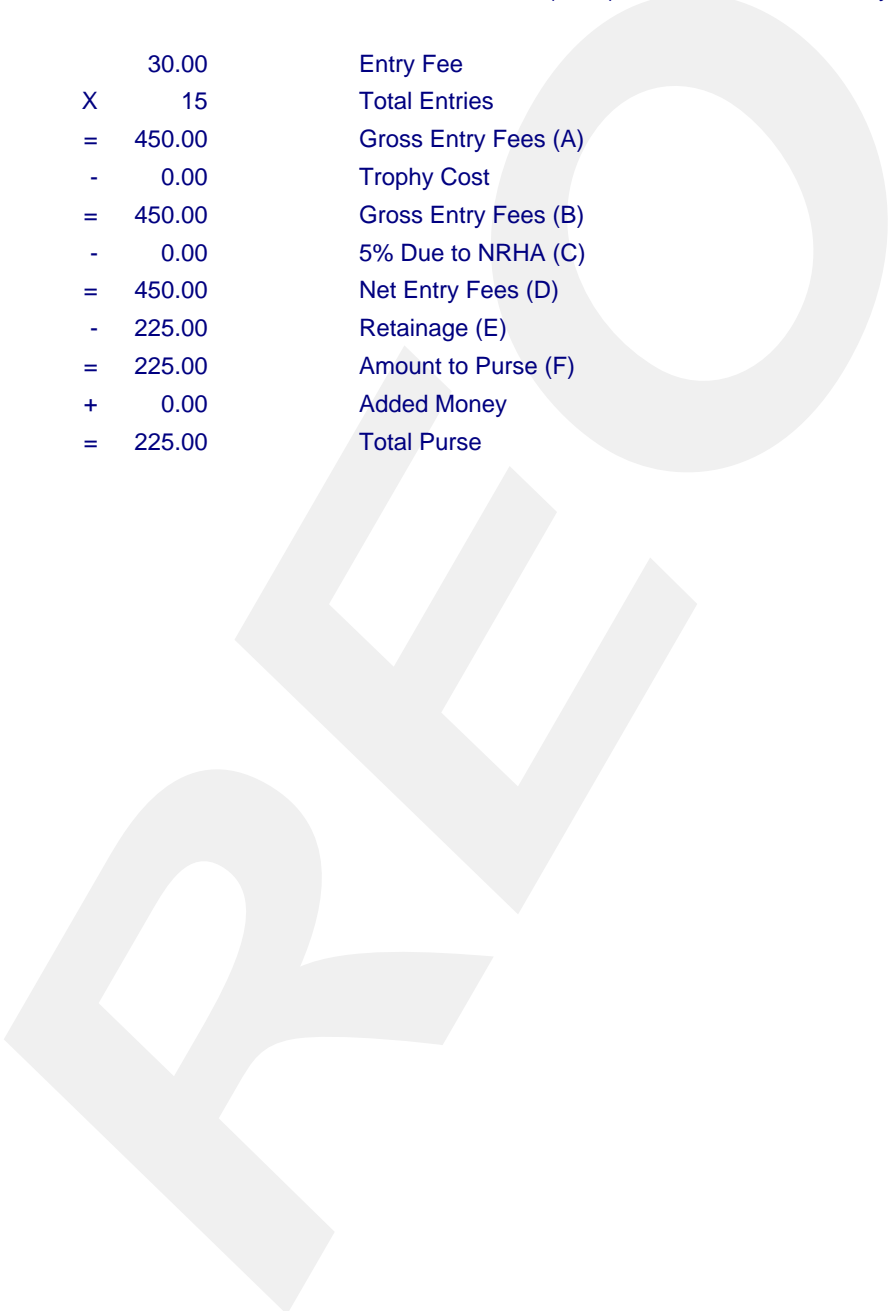 30.00 Entry Fee
X 15 Total Entries
= 450.00 Gross Entry Fees (A)
- 0.00 Trophy Cost
= 450.00 Gross Entry Fees (B)
- 0.00 5% Due to NRHA (C)
= 450.00 Net Entry Fees (D)
- 225.00 Retainage (E)
= 225.00 Amount to Purse (F)
+ 0.00 Added Money
= 225.00 Total Purse
REO